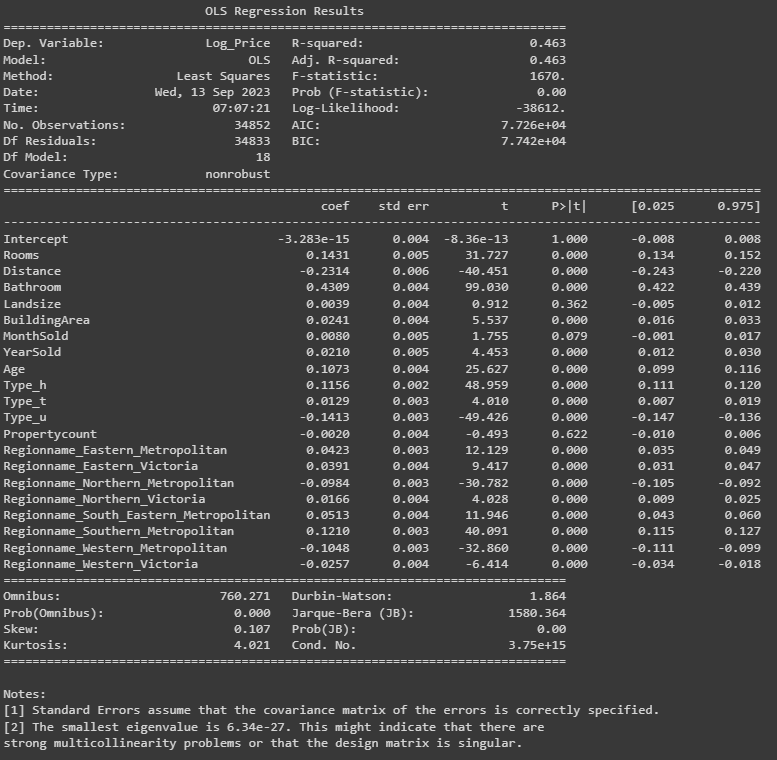 OLS Regression Results
==============================================================================
Dep. Variable: Log_Price R-squared: 0.463
Model: OLS Adj. R-squared: 0.463
Method: Least Squares F-statistic: 1670.
Date: Wed, 13 Sep 2023 Prob (F-statistic): 0.00
Time: 07:07:21 Log-Likelihood: -38612.
No. Observations: 34852 AIC: 7.726e+04
Df Residuals: 34833 BIC: 7.742e+04
Df Model: 18
Covariance Type: nonrobust
=========================================================================================================
coef std err t P>|t| [0.025 0.975]
---------------------------------------------------------------------------------------------------------
Intercept -3.283e-15 0.004 -8.36e-13 1.000 -0.008 0.008
Rooms 0.1431 0.005 31.727 0.000 0.134 0.152
Distance -0.2314 0.006 -40.451 0.000 -0.243 -0.220
Bathroom 0.4309 0.004 99.030 0.000 0.422 0.439
Landsize 0.0039 0.004 0.912 0.362 -0.005 0.012
BuildingArea 0.0241 0.004 5.537 0.000 0.016 0.033
MonthSold 0.0080 0.005 1.755 0.079 -0.001 0.017
YearSold 0.0210 0.005 4.453 0.000 0.012 0.030
Age 0.1073 0.004 25.627 0.000 0.099 0.116
Type_h 0.1156 0.002 48.959 0.000 0.111 0.120
Type_t 0.0129 0.003 4.010 0.000 0.007 0.019
Type_u -0.1413 0.003 -49.426 0.000 -0.147 -0.136
Propertycount -0.0020 0.004 -0.493 0.622 -0.010 0.006
Regionname_Eastern_Metropolitan 0.0423 0.003 12.129 0.000 0.035 0.049
Regionname_Eastern_Victoria 0.0391 0.004 9.417 0.000 0.031 0.047
Regionname_Northern_Metropolitan -0.0984 0.003 -30.782 0.000 -0.105 -0.092
Regionname_Northern_Victoria 0.0166 0.004 4.028 0.000 0.009 0.025
Regionname_South_Eastern_Metropolitan 0.0513 0.004 11.946 0.000 0.043 0.060
Regionname_Southern_Metropolitan 0.1210 0.003 40.091 0.000 0.115 0.127
Regionname_Western_Metropolitan -0.1048 0.003 -32.860 0.000 -0.111 -0.099
Regionname_Western_Victoria -0.0257 0.004 -6.414 0.000 -0.034 -0.018
==============================================================================
Omnibus: 760.271 Durbin-Watson: 1.864
Prob(Omnibus): 0.000 Jarque-Bera (JB): 1580.364
Skew: 0.107 Prob(JB): 0.00
Kurtosis: 4.021 Cond. No. 3.75e+15
==============================================================================
Notes:
[1] Standard Errors assume that the covariance matrix of the errors is correctly specified.
[2] The smallest eigenvalue is 6.34e-27. This might indicate that there are
strong multicollinearity problems or that the design matrix is singular.